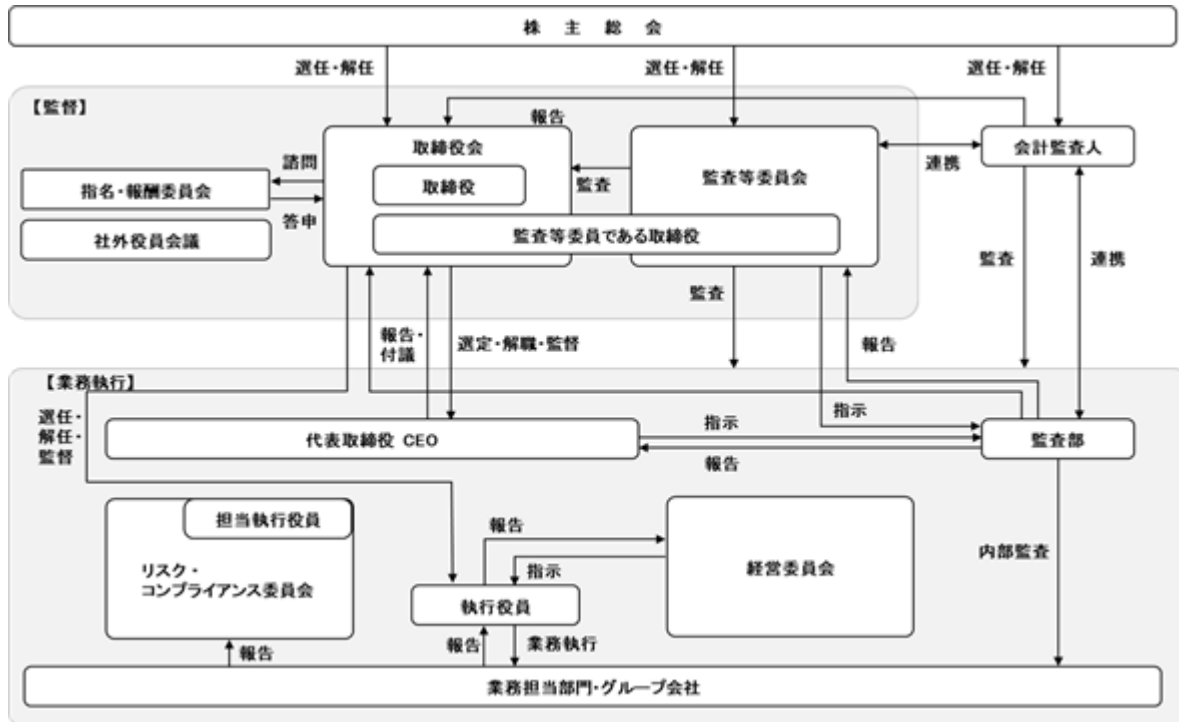 株主総会
選任・解任
選任・解任
選任・解任
【監督】
報告
取締役会
取締役
監査等委員会
監査等委員である取締役
会計監査人
連携
諮問
答申
指名・報酬委員会
社外役員会議
監査
監査
監査
連携
報告・
付議
選定・解職・監督
報告
【業務執行】
選任・
解任・
監督
代表取締役 CEO
指示
指示
報告
監査部
担当執行役員
リスク・
コンプライアンス委員会
報告
指示
経営委員会
内部監査
執行役員
報告
報告
業務執行
業務担当部門・グループ会社